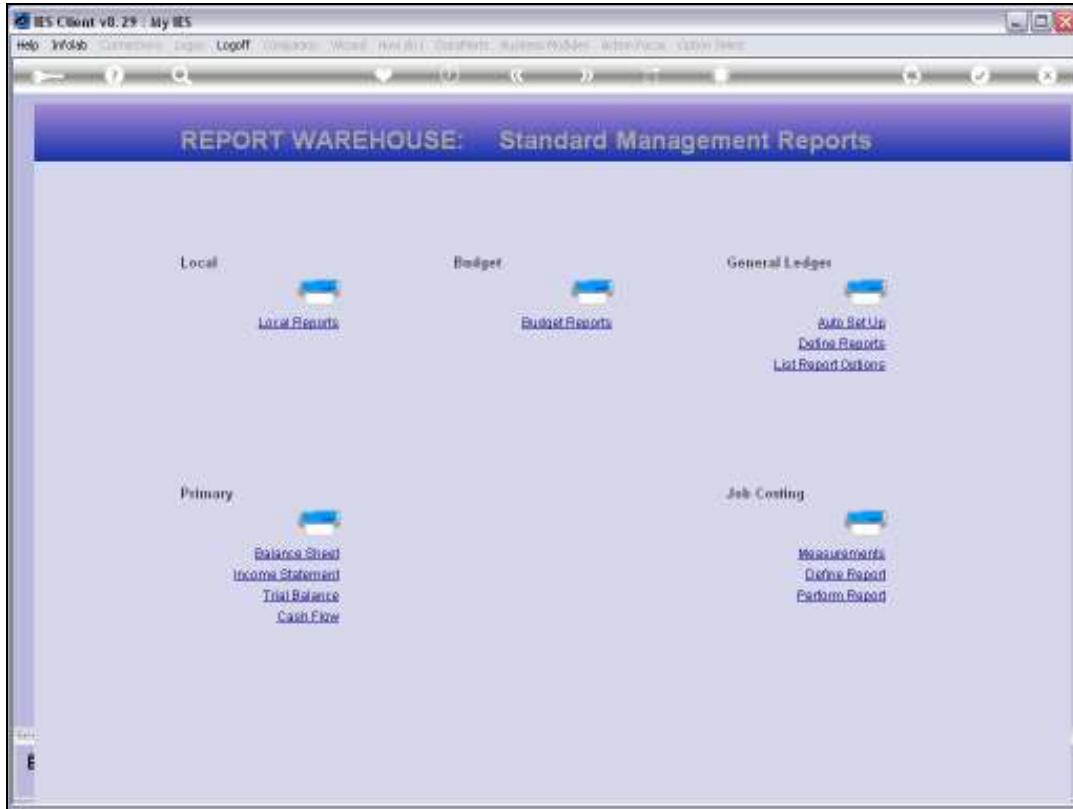 IES Client v8.29 : My IES
Help Infolab Logoff
REPORT WAREHOUSE: Standard Management Reports
Local Budget General Ledger
Local Reports Budget Reports Auto Set Up
Define Reports
List Report Options
Primary Job Costing
Balance Sheet Measurements
Income Statement Define Report
Trial Balance Perform Report
Cash Flow